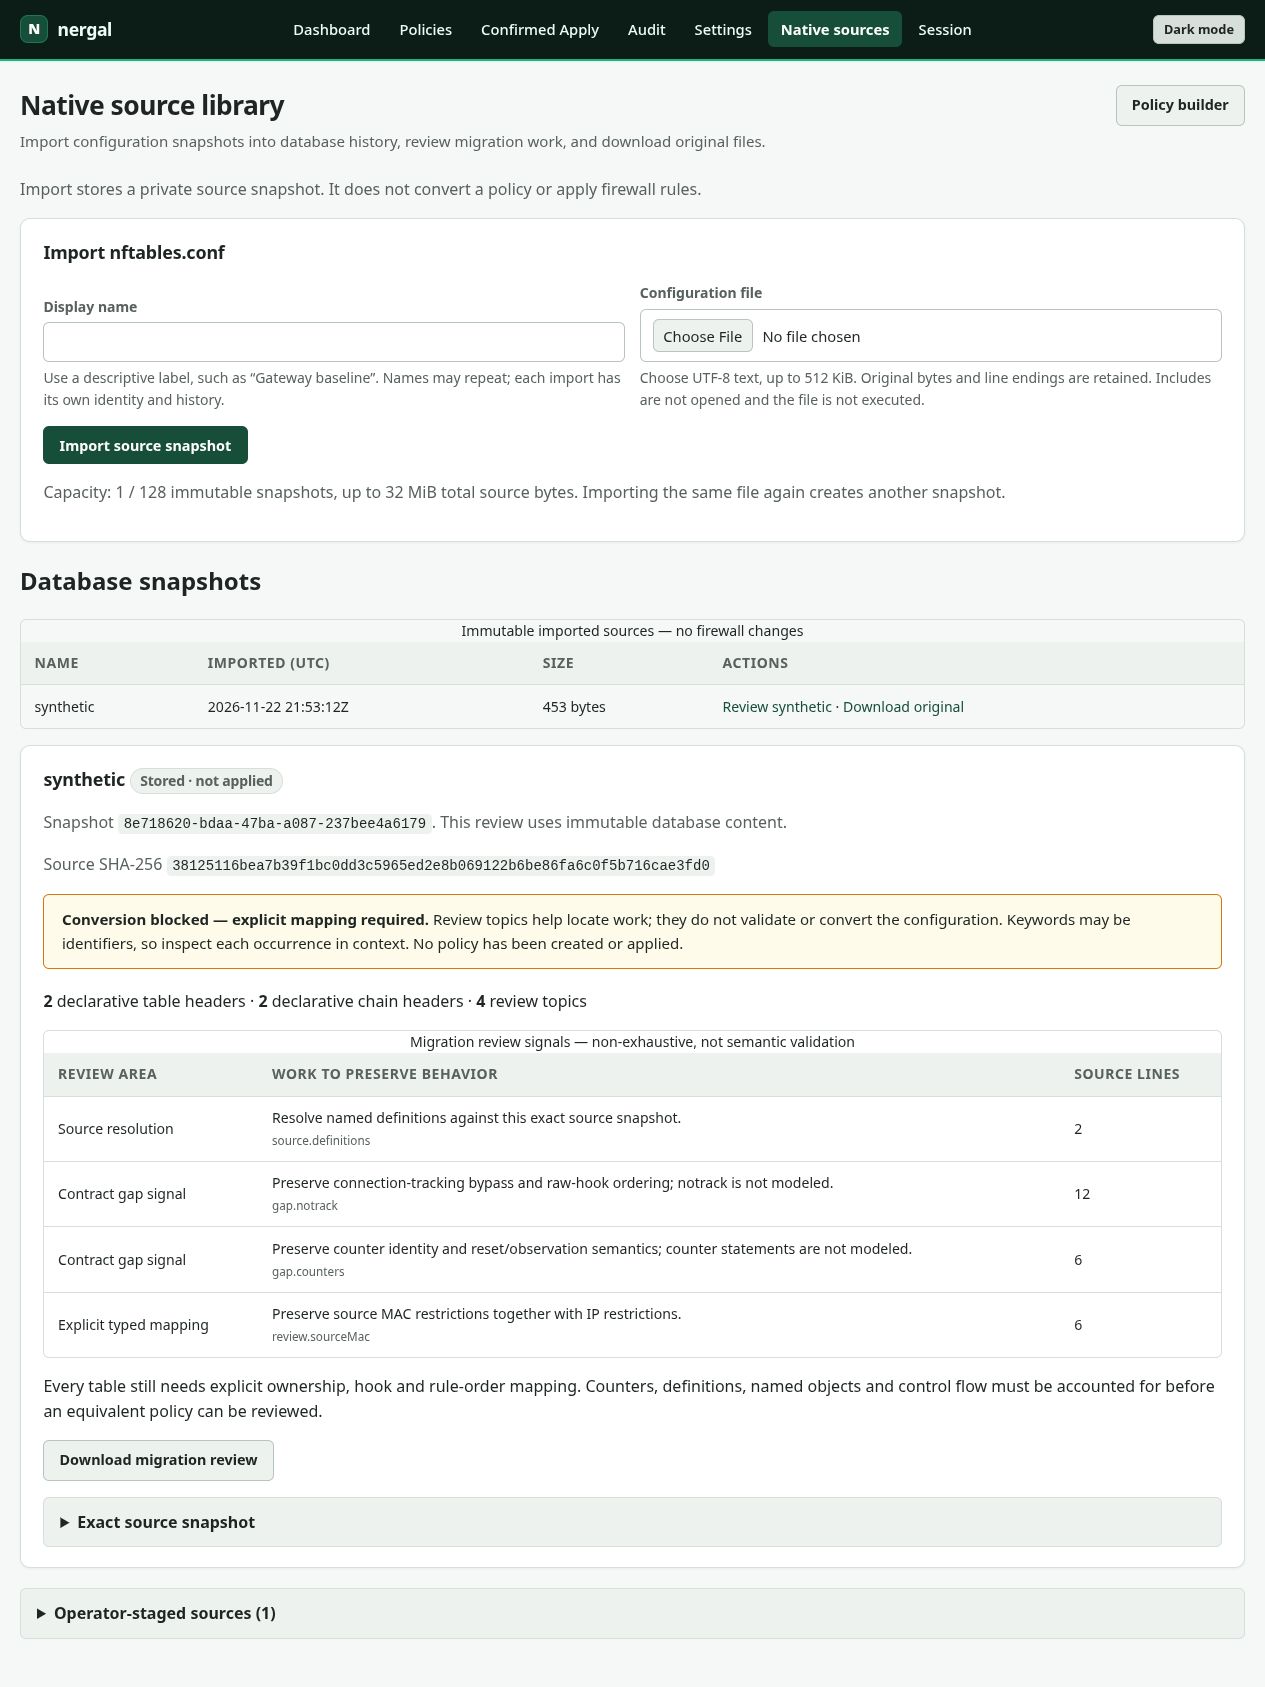 N nergal Dashboard Policies Confirmed Apply Audit Settings Native sources Session Dark mode
Native source library
Policy builder
Import configuration snapshots into database history, review migration work, and download original files.
Import stores a private source snapshot. It does not convert a policy or apply firewall rules.
Import nftables.conf
Display name
Use a descriptive label, such as “Gateway baseline”. Names may repeat; each import has
its own identity and history.
Configuration file
Choose File No file chosen
Choose UTF-8 text, up to 512 KiB. Original bytes and line endings are retained. Includes
are not opened and the file is not executed.
Import source snapshot
Capacity: 1 / 128 immutable snapshots, up to 32 MiB total source bytes. Importing the same file again creates another snapshot.
Database snapshots
Immutable imported sources — no firewall changes
NAME IMPORTED (UTC) SIZE ACTIONS
synthetic 2026-11-22 21:53:12Z 453 bytes Review synthetic · Download original
synthetic Stored · not applied
Snapshot 8e718620-bdaa-47ba-a087-237bee4a6179. This review uses immutable database content.
Source SHA-256 38125116bea7b39f1bc0dd3c5965ed2e8b069122b6be86fa6c0f5b716cae3fd0
Conversion blocked — explicit mapping required. Review topics help locate work; they do not validate or convert the configuration. Keywords may be
identifiers, so inspect each occurrence in context. No policy has been created or applied.
2 declarative table headers · 2 declarative chain headers · 4 review topics
Migration review signals — non-exhaustive, not semantic validation
REVIEW AREA WORK TO PRESERVE BEHAVIOR SOURCE LINES
Source resolution Resolve named definitions against this exact source snapshot. 2
source.definitions
Contract gap signal Preserve connection-tracking bypass and raw-hook ordering; notrack is not modeled. 12
gap.notrack
Contract gap signal Preserve counter identity and reset/observation semantics; counter statements are not modeled. 6
gap.counters
Explicit typed mapping Preserve source MAC restrictions together with IP restrictions. 6
review.sourceMac
Every table still needs explicit ownership, hook and rule-order mapping. Counters, definitions, named objects and control flow must be accounted for before
an equivalent policy can be reviewed.
Download migration review
▶ Exact source snapshot
▶ Operator-staged sources (1)